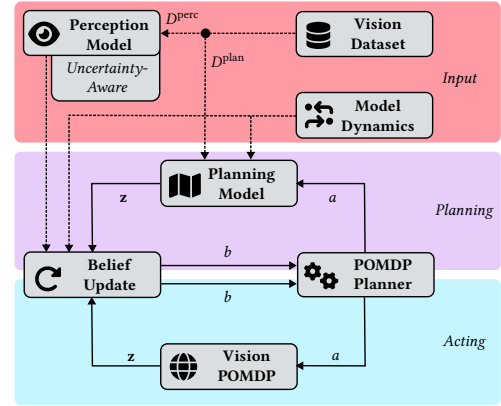 Perception
Model
Uncertainty-
Aware
D^perc
D^plan
Vision
Dataset
Input
Model
Dynamics
Planning
Model
z
a
Planning
Belief
Update
b
b
POMDP
Planner
z
a
Acting
Vision
POMDP